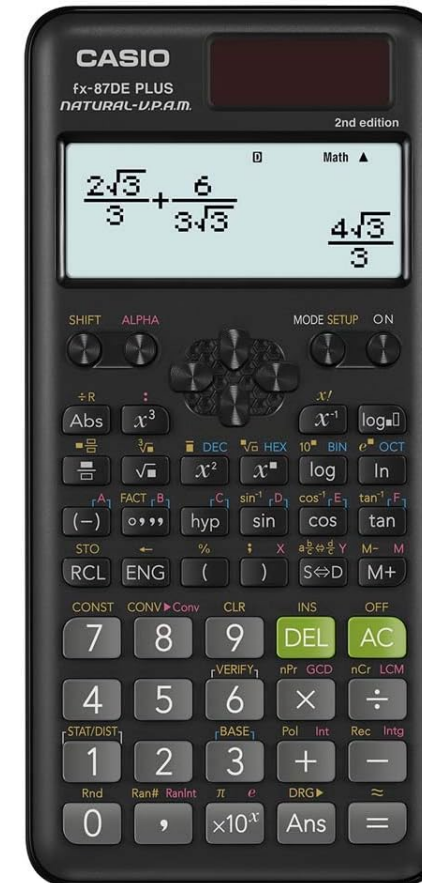 CASIO
fx-87DE PLUS
NATURAL-V.P.A.M.
2nd edition
D Math ▲
2√3/3+6/3√3
4√3/3
SHIFT ALPHA MODE SETUP ON
÷R : x!
Abs x³ x⁻¹ log▪▯
³√▪ DEC ▪√▯ HEX 10▪ BIN e▪ OCT
√▪ x² x▪ log ln
A FACT B C sin⁻¹ D cos⁻¹ E tan⁻¹ F
(−) °,,, hyp sin cos tan
STO ← % ; X a b/c⇔d/c Y M− M
RCL ENG ( ) S⇔D M+
CONST CONV▶Conv CLR INS OFF
7 8 9 DEL AC
VERIFY nPr GCD nCr LCM
4 5 6 × ÷
STAT/DIST BASE Pol Int Rec Intg
1 2 3 + −
Rnd Ran# RanInt π e DRG▶ ≈
0 , ×10ˣ Ans =